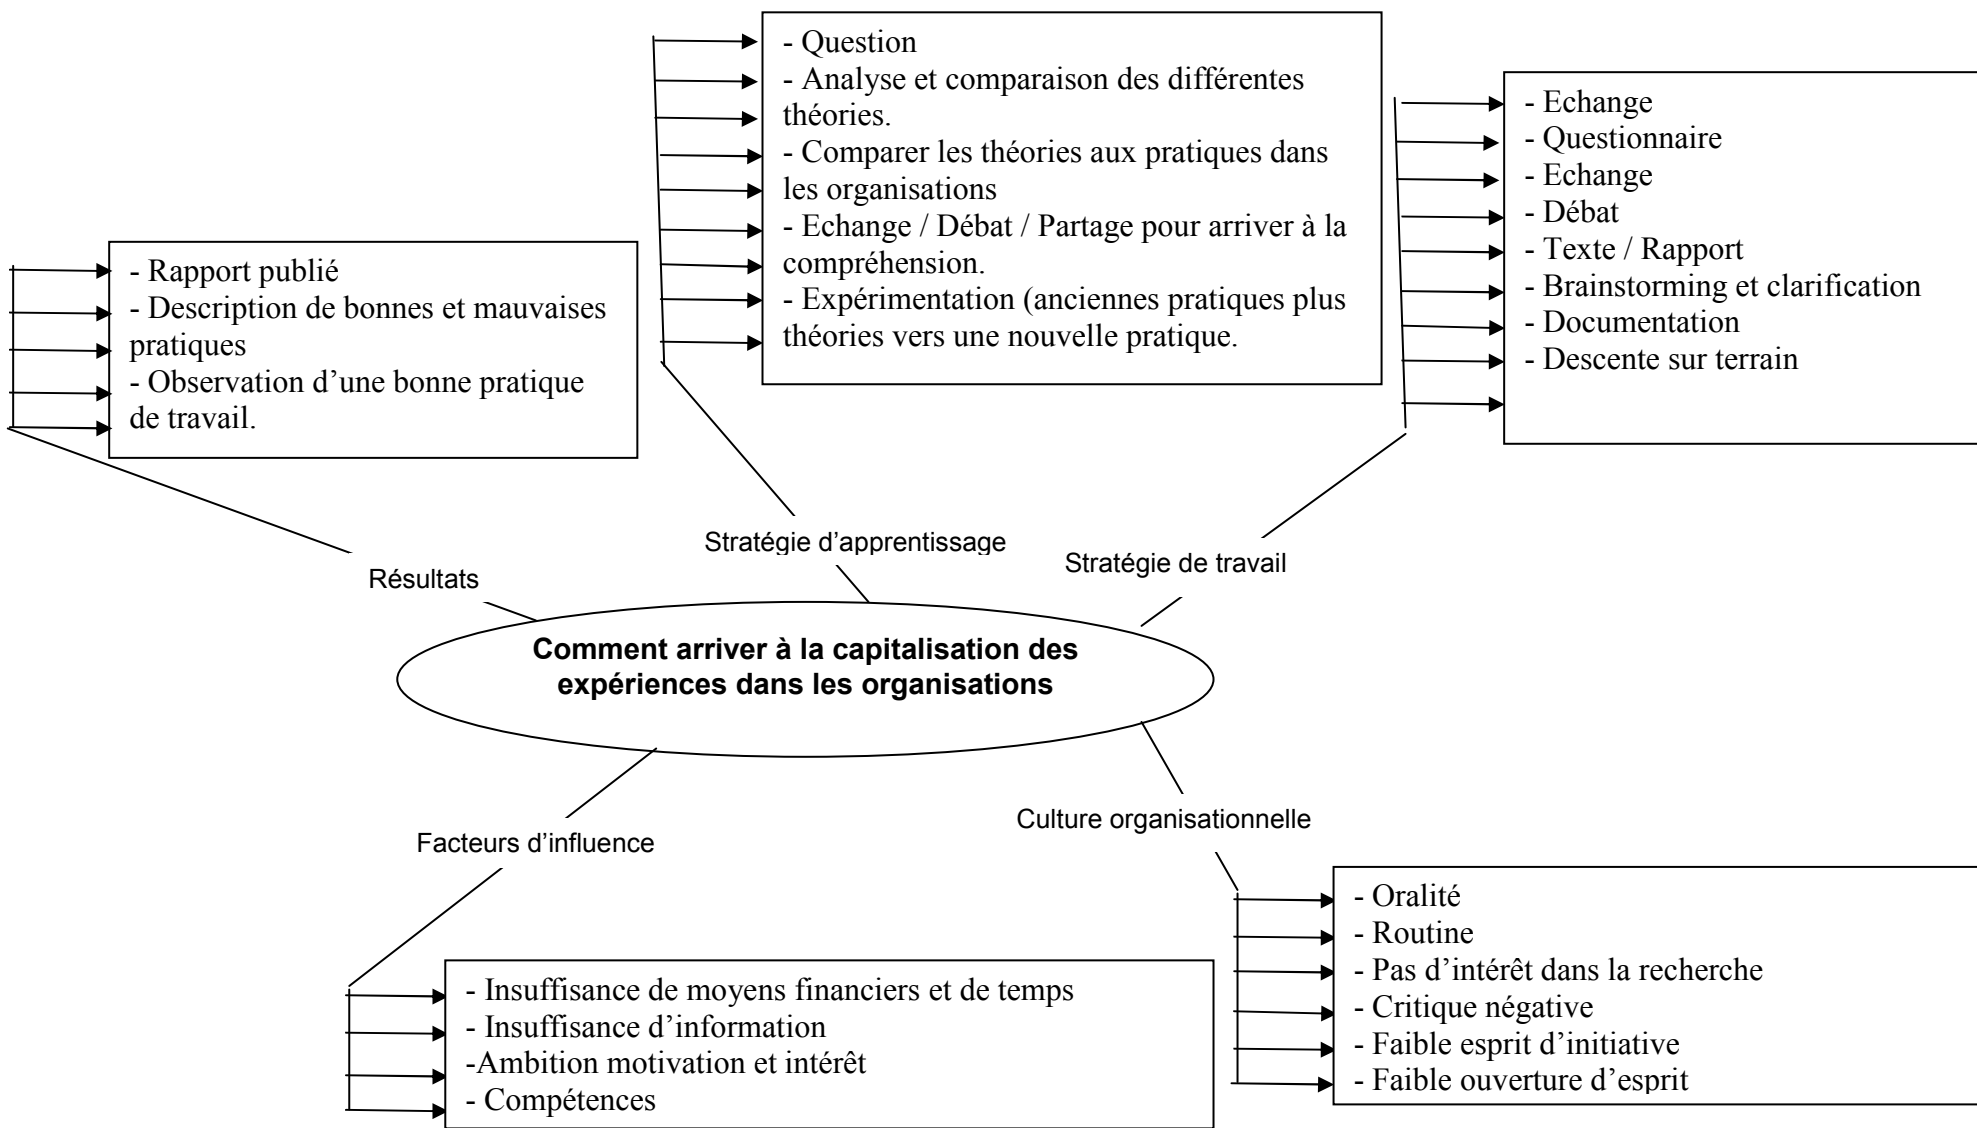 - Question
- Analyse et comparaison des différentes
théories.
- Comparer les théories aux pratiques dans
les organisations
- Echange / Débat / Partage pour arriver à la
compréhension.
- Expérimentation (anciennes pratiques plus
théories vers une nouvelle pratique.
- Echange
- Questionnaire
- Echange
- Débat
- Texte / Rapport
- Brainstorming et clarification
- Documentation
- Descente sur terrain
- Rapport publié
- Description de bonnes et mauvaises
pratiques
- Observation d’une bonne pratique
de travail.
Stratégie d’apprentissage
Stratégie de travail
Résultats
Comment arriver à la capitalisation des
expériences dans les organisations
Culture organisationnelle
Facteurs d’influence
- Oralité
- Routine
- Pas d’intérêt dans la recherche
- Critique négative
- Faible esprit d’initiative
- Faible ouverture d’esprit
- Insuffisance de moyens financiers et de temps
- Insuffisance d’information
-Ambition motivation et intérêt
- Compétences